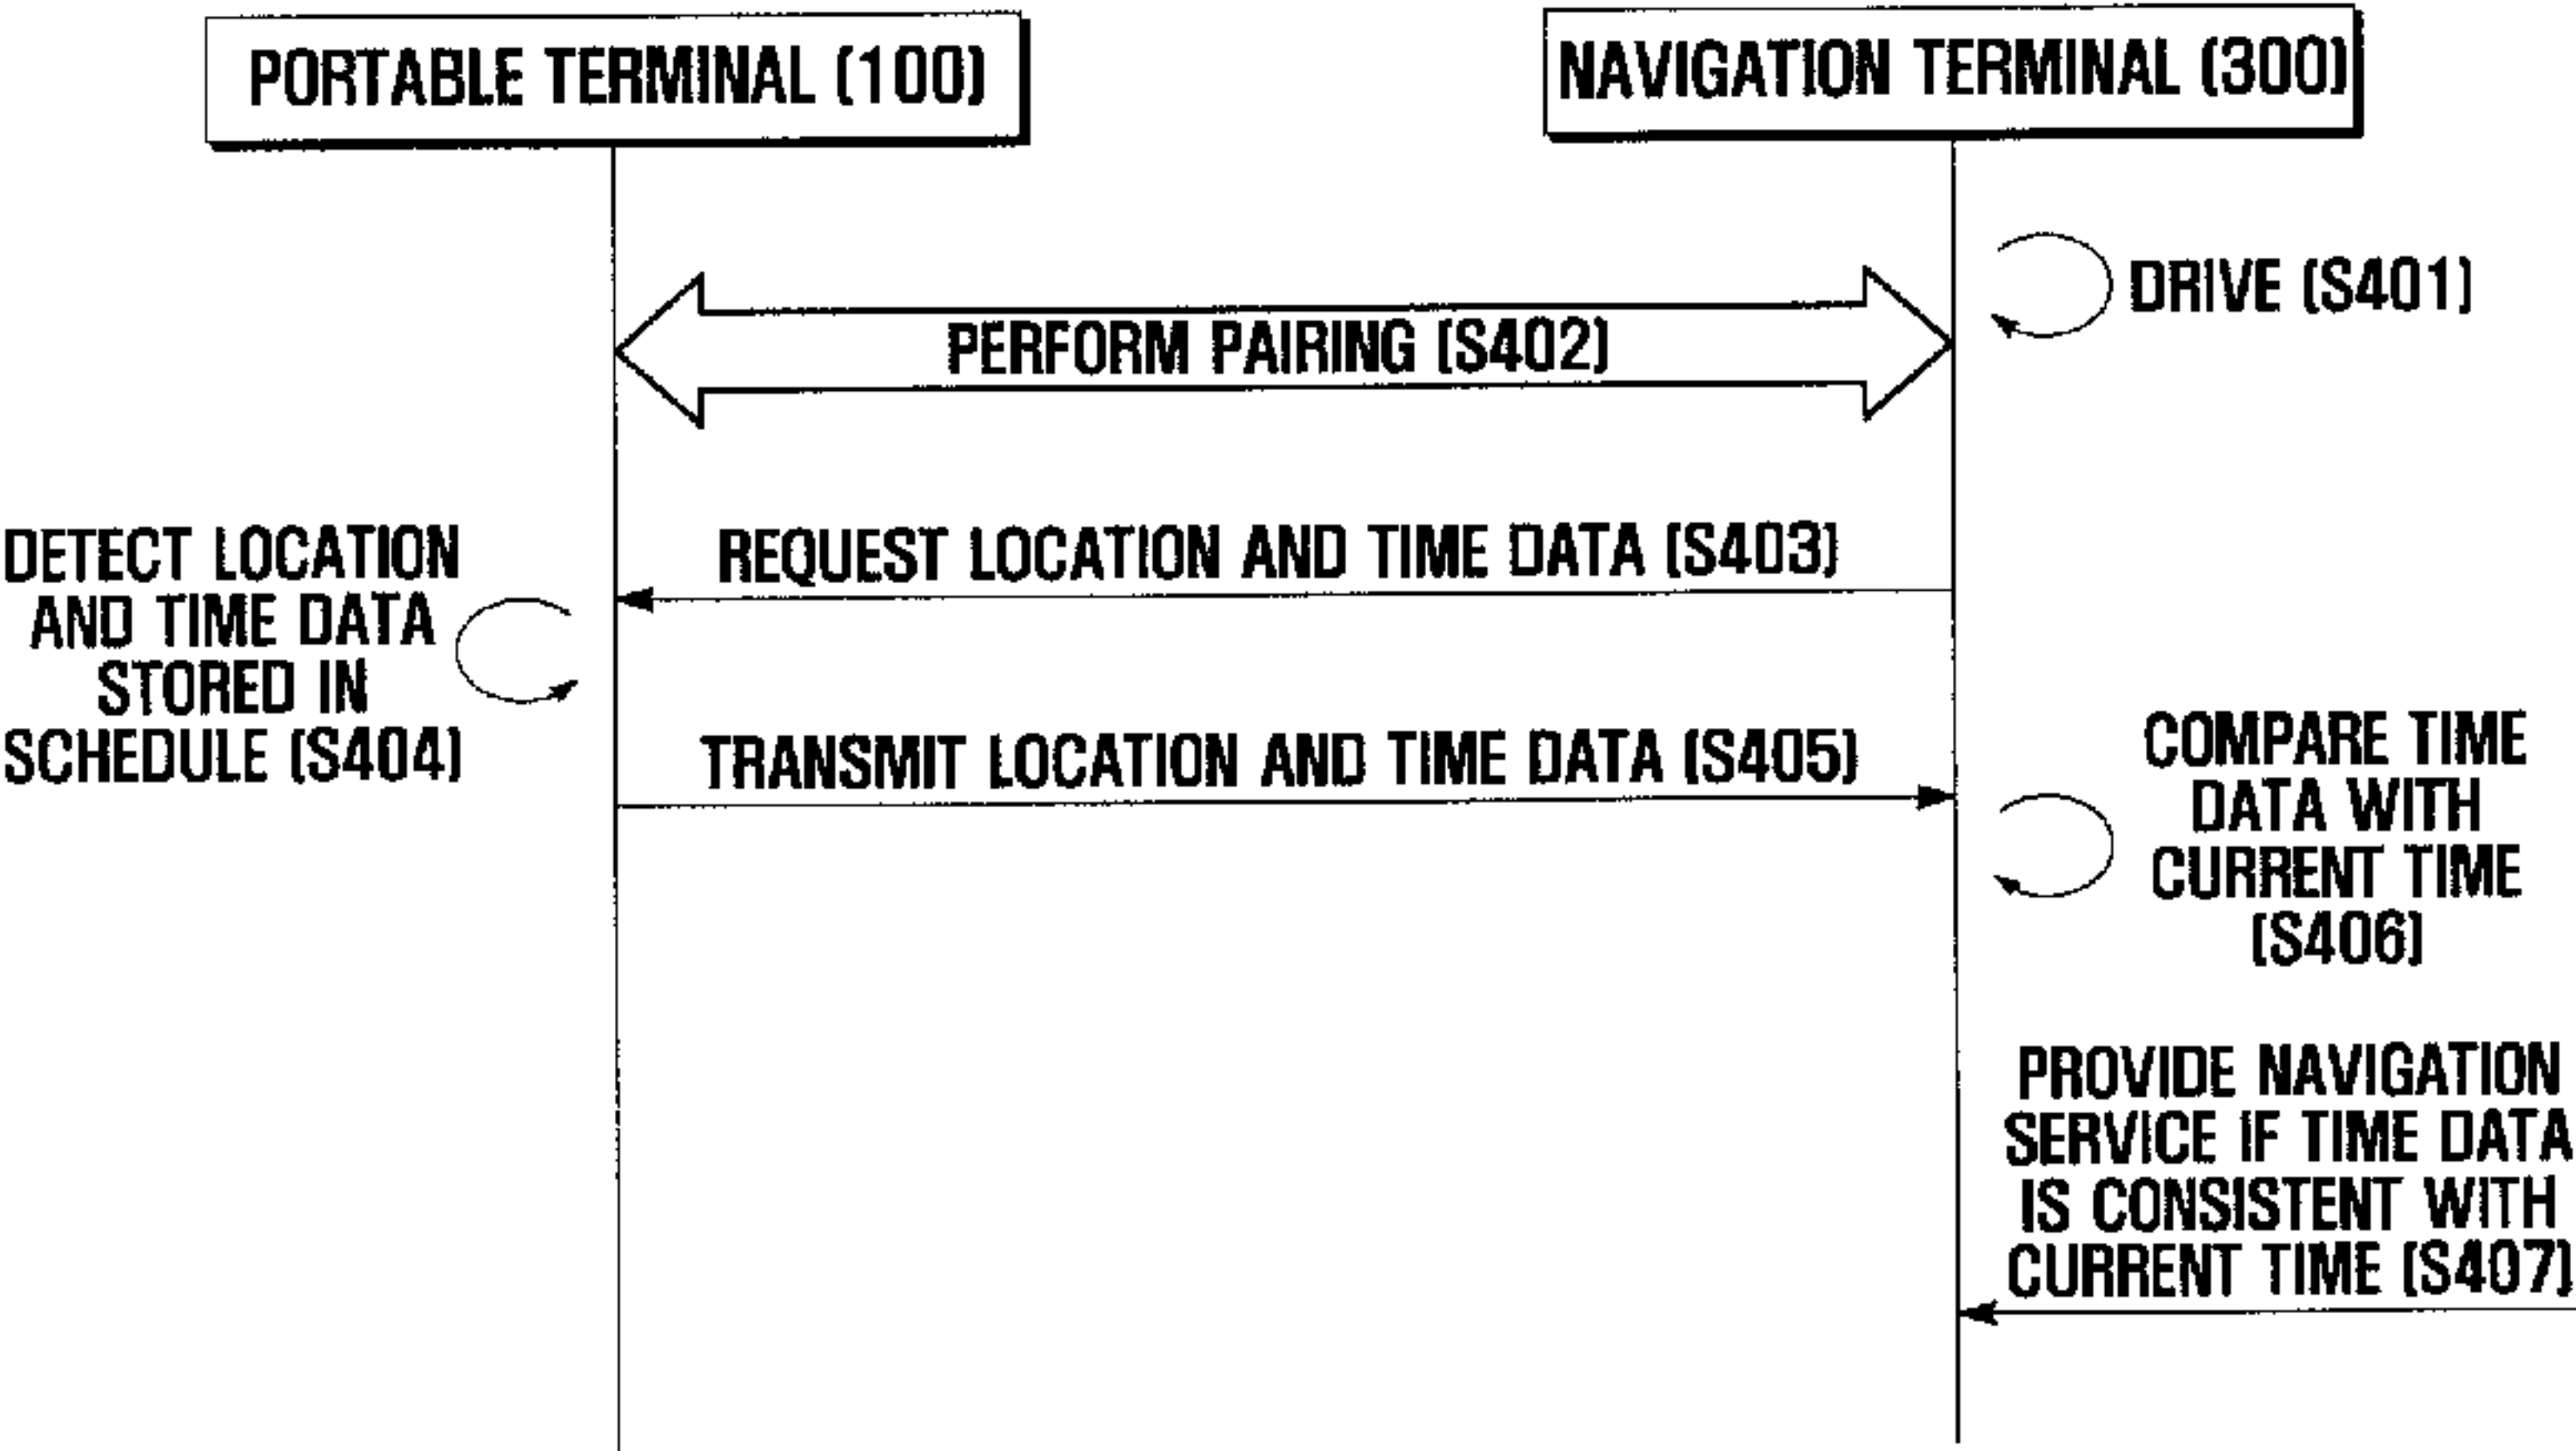 PORTABLE TERMINAL (100)
NAVIGATION TERMINAL (300)
DRIVE (S401)
PERFORM PAIRING (S402)
REQUEST LOCATION AND TIME DATA (S403)
DETECT LOCATION
AND TIME DATA
STORED IN
SCHEDULE (S404)
TRANSMIT LOCATION AND TIME DATA (S405)
COMPARE TIME
DATA WITH
CURRENT TIME
(S406)
PROVIDE NAVIGATION
SERVICE IF TIME DATA
IS CONSISTENT WITH
CURRENT TIME (S407)